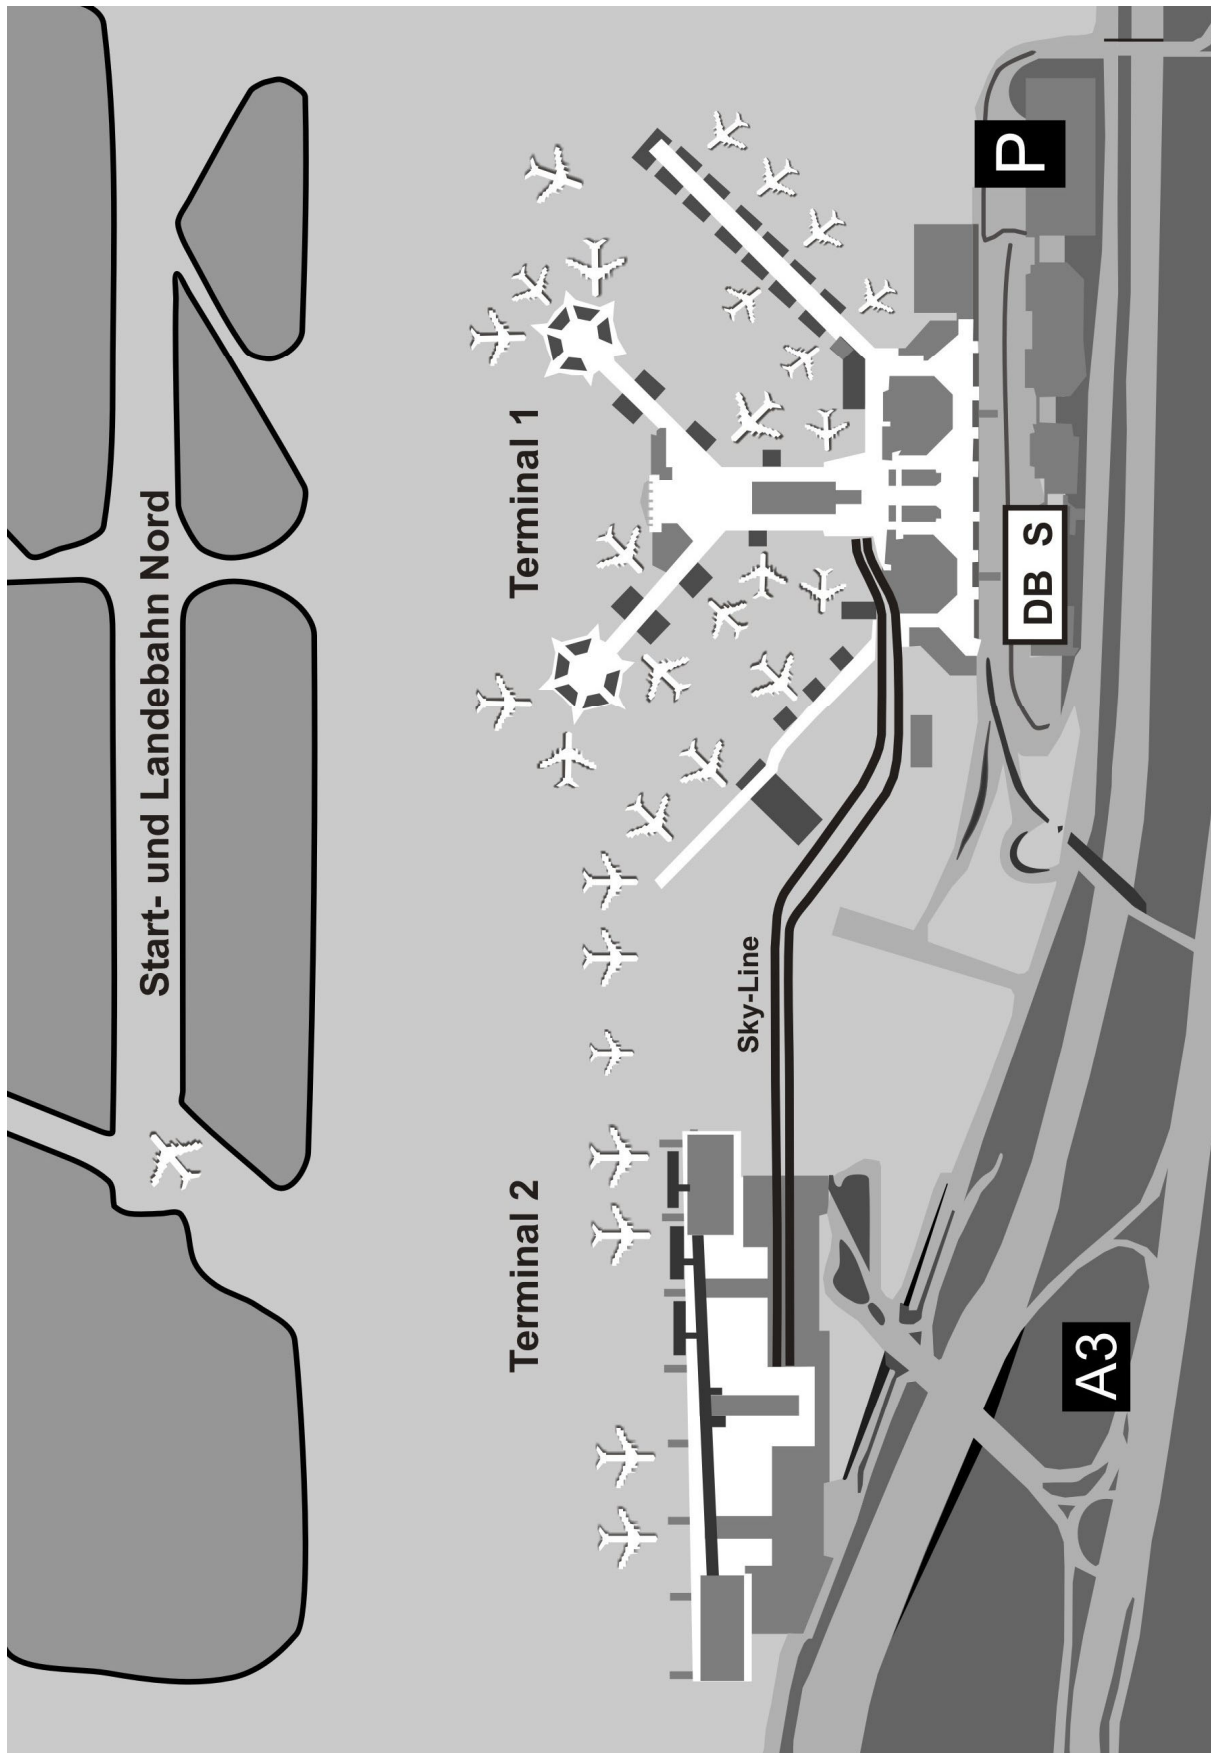 Start- und Landebahn Nord
Terminal 2
Terminal 1
Sky-Line
A3
DB S
P